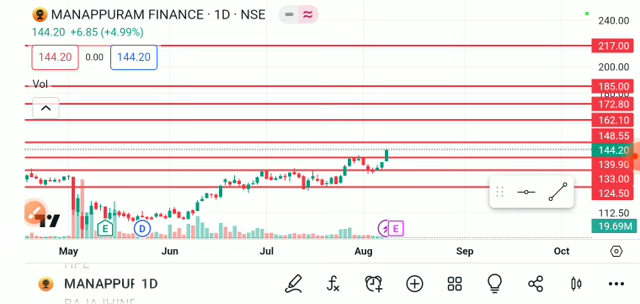 MANAPPURAM FINANCE · 1D · NSE
144.20 +6.85 (+4.99%)
144.20 0.00 144.20
Vol
240.00
217.00
200.00
185.00
172.80
162.10
148.55
144.20
139.90
133.00
124.50
112.50
19.69M
E D E
May Jun Jul Aug Sep Oct
MANAPPUR 1D